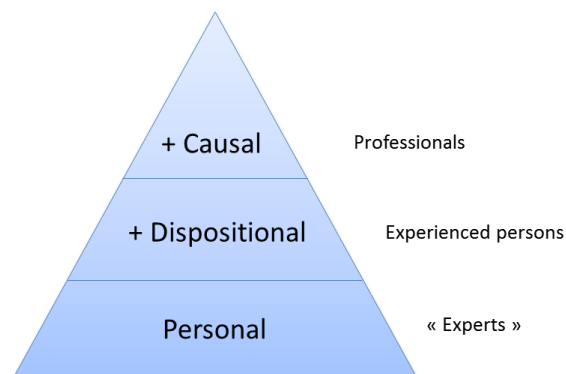 + Causal
Professionals
+ Dispositional
Experienced persons
Personal
« Experts »